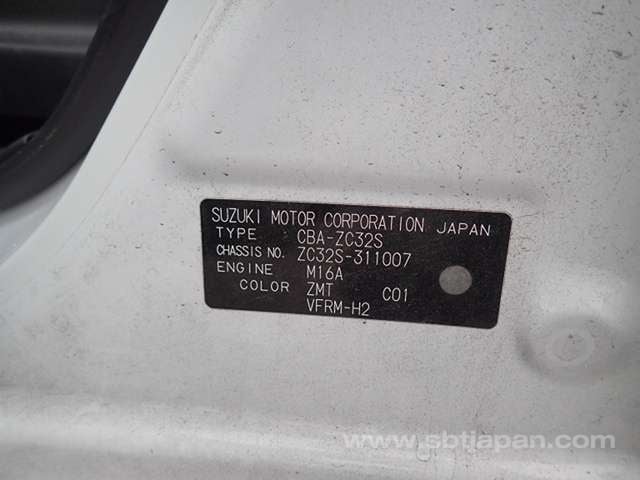 SUZUKI MOTOR CORPORATION JAPAN
TYPE CBA-ZC32S
CHASSIS NO. ZC32S-311007
ENGINE M16A
COLOR ZMT C01
VFRM-H2
www.sbtjapan.com